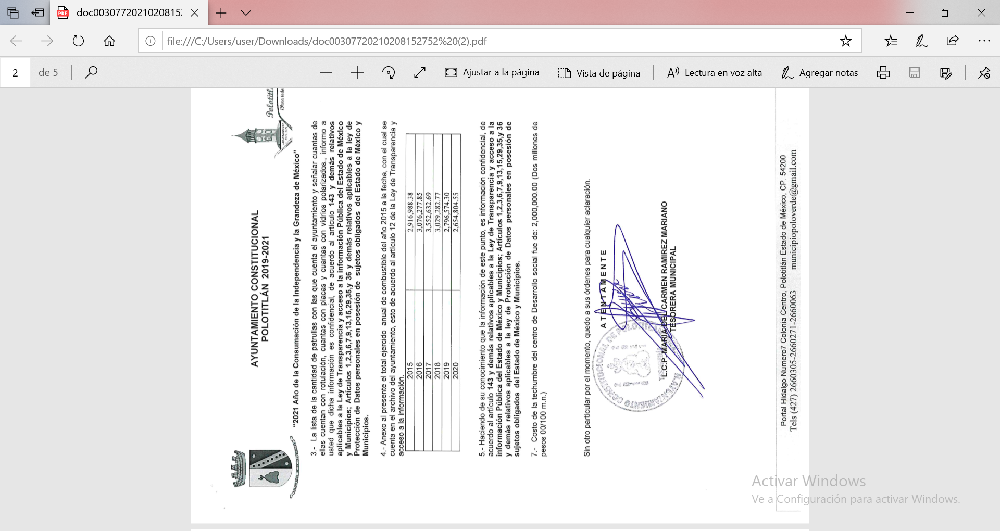 doc0030772021020815
file:///C:/Users/user/Downloads/doc00307720210208152752%20(2).pdf
2 de 5
Ajustar a la página
Vista de página
Lectura en voz alta
Agregar notas
AYUNTAMIENTO CONSTITUCIONAL
POLOTITLÁN 2019-2021
“2021 Año de la Consumación de la Independencia y la Grandeza de México”
3.- La lista de la cantidad de patrullas con las que cuenta el ayuntamiento y señalar cuantas de
ellas cuentan con rotulación, cuantas con placas y cuantas con vidrios polarizados., informo a
usted que dicha información es confidencial, de acuerdo al artículo 143 y demás relativos
aplicables a la Ley de Transparencia y acceso a la información Pública del Estado de México
y Municipios; Artículos 1,2,3,6,7,9,13,15,29,35,y 36 y demás relativos aplicables a la ley de
Protección de Datos personales en posesión de sujetos obligados del Estado de México y
Municipios.
4.- Anexo al presente el total ejercido anual de combustible del año 2015 a la fecha, con el cual se
cuenta en el archivo del ayuntamiento, esto de acuerdo al artículo 12 de la Ley de Transparencia y
acceso a la información.
2015 2,916,988.38
2016 3,076,277.85
2017 3,552,632.69
2018 3,029,282.77
2019 2,796,574.30
2020 2,654,804.55
5.- Haciendo de su conocimiento que la información de este punto, es información confidencial, de
acuerdo al artículo 143 y demás relativos aplicables a la Ley de Transparencia y acceso a la
información Pública del Estado de México y Municipios; Artículos 1,2,3,6,7,9,13,15,29,35,y 36
y demás relativos aplicables a la ley de Protección de Datos personales en posesión de
sujetos obligados del Estado de México y Municipios.
7.- Costo de la techumbre del centro de Desarrollo social fue de: 2,000,000.00 (Dos millones de
pesos 00/100 m.n.)
Sin otro particular por el momento, quedo a sus órdenes para cualquier aclaración.
A T E N T A M E N T E
L.C.P. MARIA DEL CARMEN RAMIREZ MARIANO
TESORERA MUNICIPAL
Portal Hidalgo Numero7 Colonia Centro, Polotitlán Estado de México, CP. 54200
Tels (427) 2660305-2660271-2660063 municipiopoloverde@gmail.com
Activar Windows
Ve a Configuración para activar Windows.